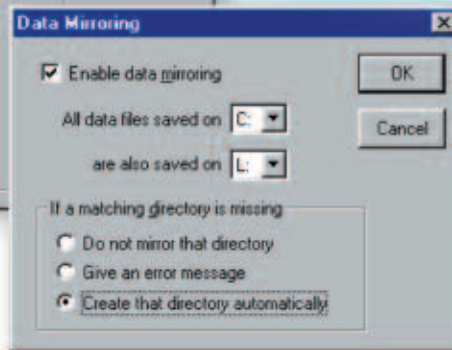 Data Mirroring
Enable data mirroring
OK
All data files saved on C:
Cancel
are also saved on L:
If a matching directory is missing
Do not mirror that directory
Give an error message
Create that directory automatically